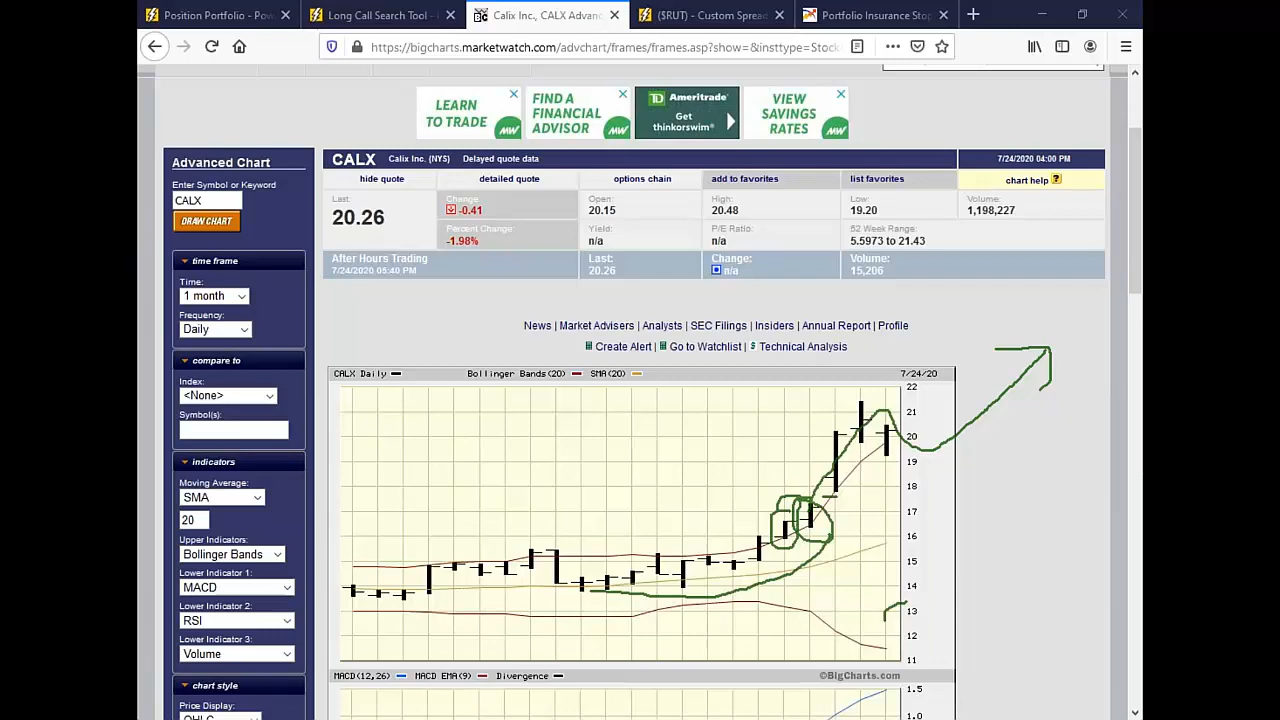 Position Portfolio - Pow
Long Call Search Tool -
Calix Inc., CALX Advanc
($RUT) - Custom Spread
Portfolio Insurance Stop
https://bigcharts.marketwatch.com/advchart/frames/frames.asp?show=&insttype=Stock
LEARN TO TRADE
MW
FIND A FINANCIAL ADVISOR
MW
TD Ameritrade
Get thinkorswim®
VIEW SAVINGS RATES
MW
Advanced Chart
Enter Symbol or Keyword
CALX
DRAW CHART
time frame
Time:
1 month
Frequency:
Daily
compare to
Index:
<None>
Symbol(s):
indicators
Moving Average:
SMA
20
Upper Indicators:
Bollinger Bands
Lower Indicator 1:
MACD
Lower Indicator 2:
RSI
Lower Indicator 3:
Volume
chart style
Price Display:
OHLC
CALX Calix Inc. (NYS) Delayed quote data 7/24/2020 04:00 PM
hide quote detailed quote options chain add to favorites list favorites chart help ?
Last: Change: Open: High: Low: Volume:
20.26 -0.41 20.15 20.48 19.20 1,198,227
Percent Change: Yield: P/E Ratio: 52 Week Range:
-1.98% n/a n/a 5.5973 to 21.43
After Hours Trading Last: Change: Volume:
7/24/2020 05:40 PM 20.26 n/a 15,206
News | Market Advisers | Analysts | SEC Filings | Insiders | Annual Report | Profile
Create Alert | Go to Watchlist | $ Technical Analysis
CALX Daily Bollinger Bands(20) SMA(20) 7/24/20
22
21
20
19
18
17
16
15
14
13
12
11
MACD(12,26) MACD EMA(9) Divergence ©BigCharts.com
1.5
1.0